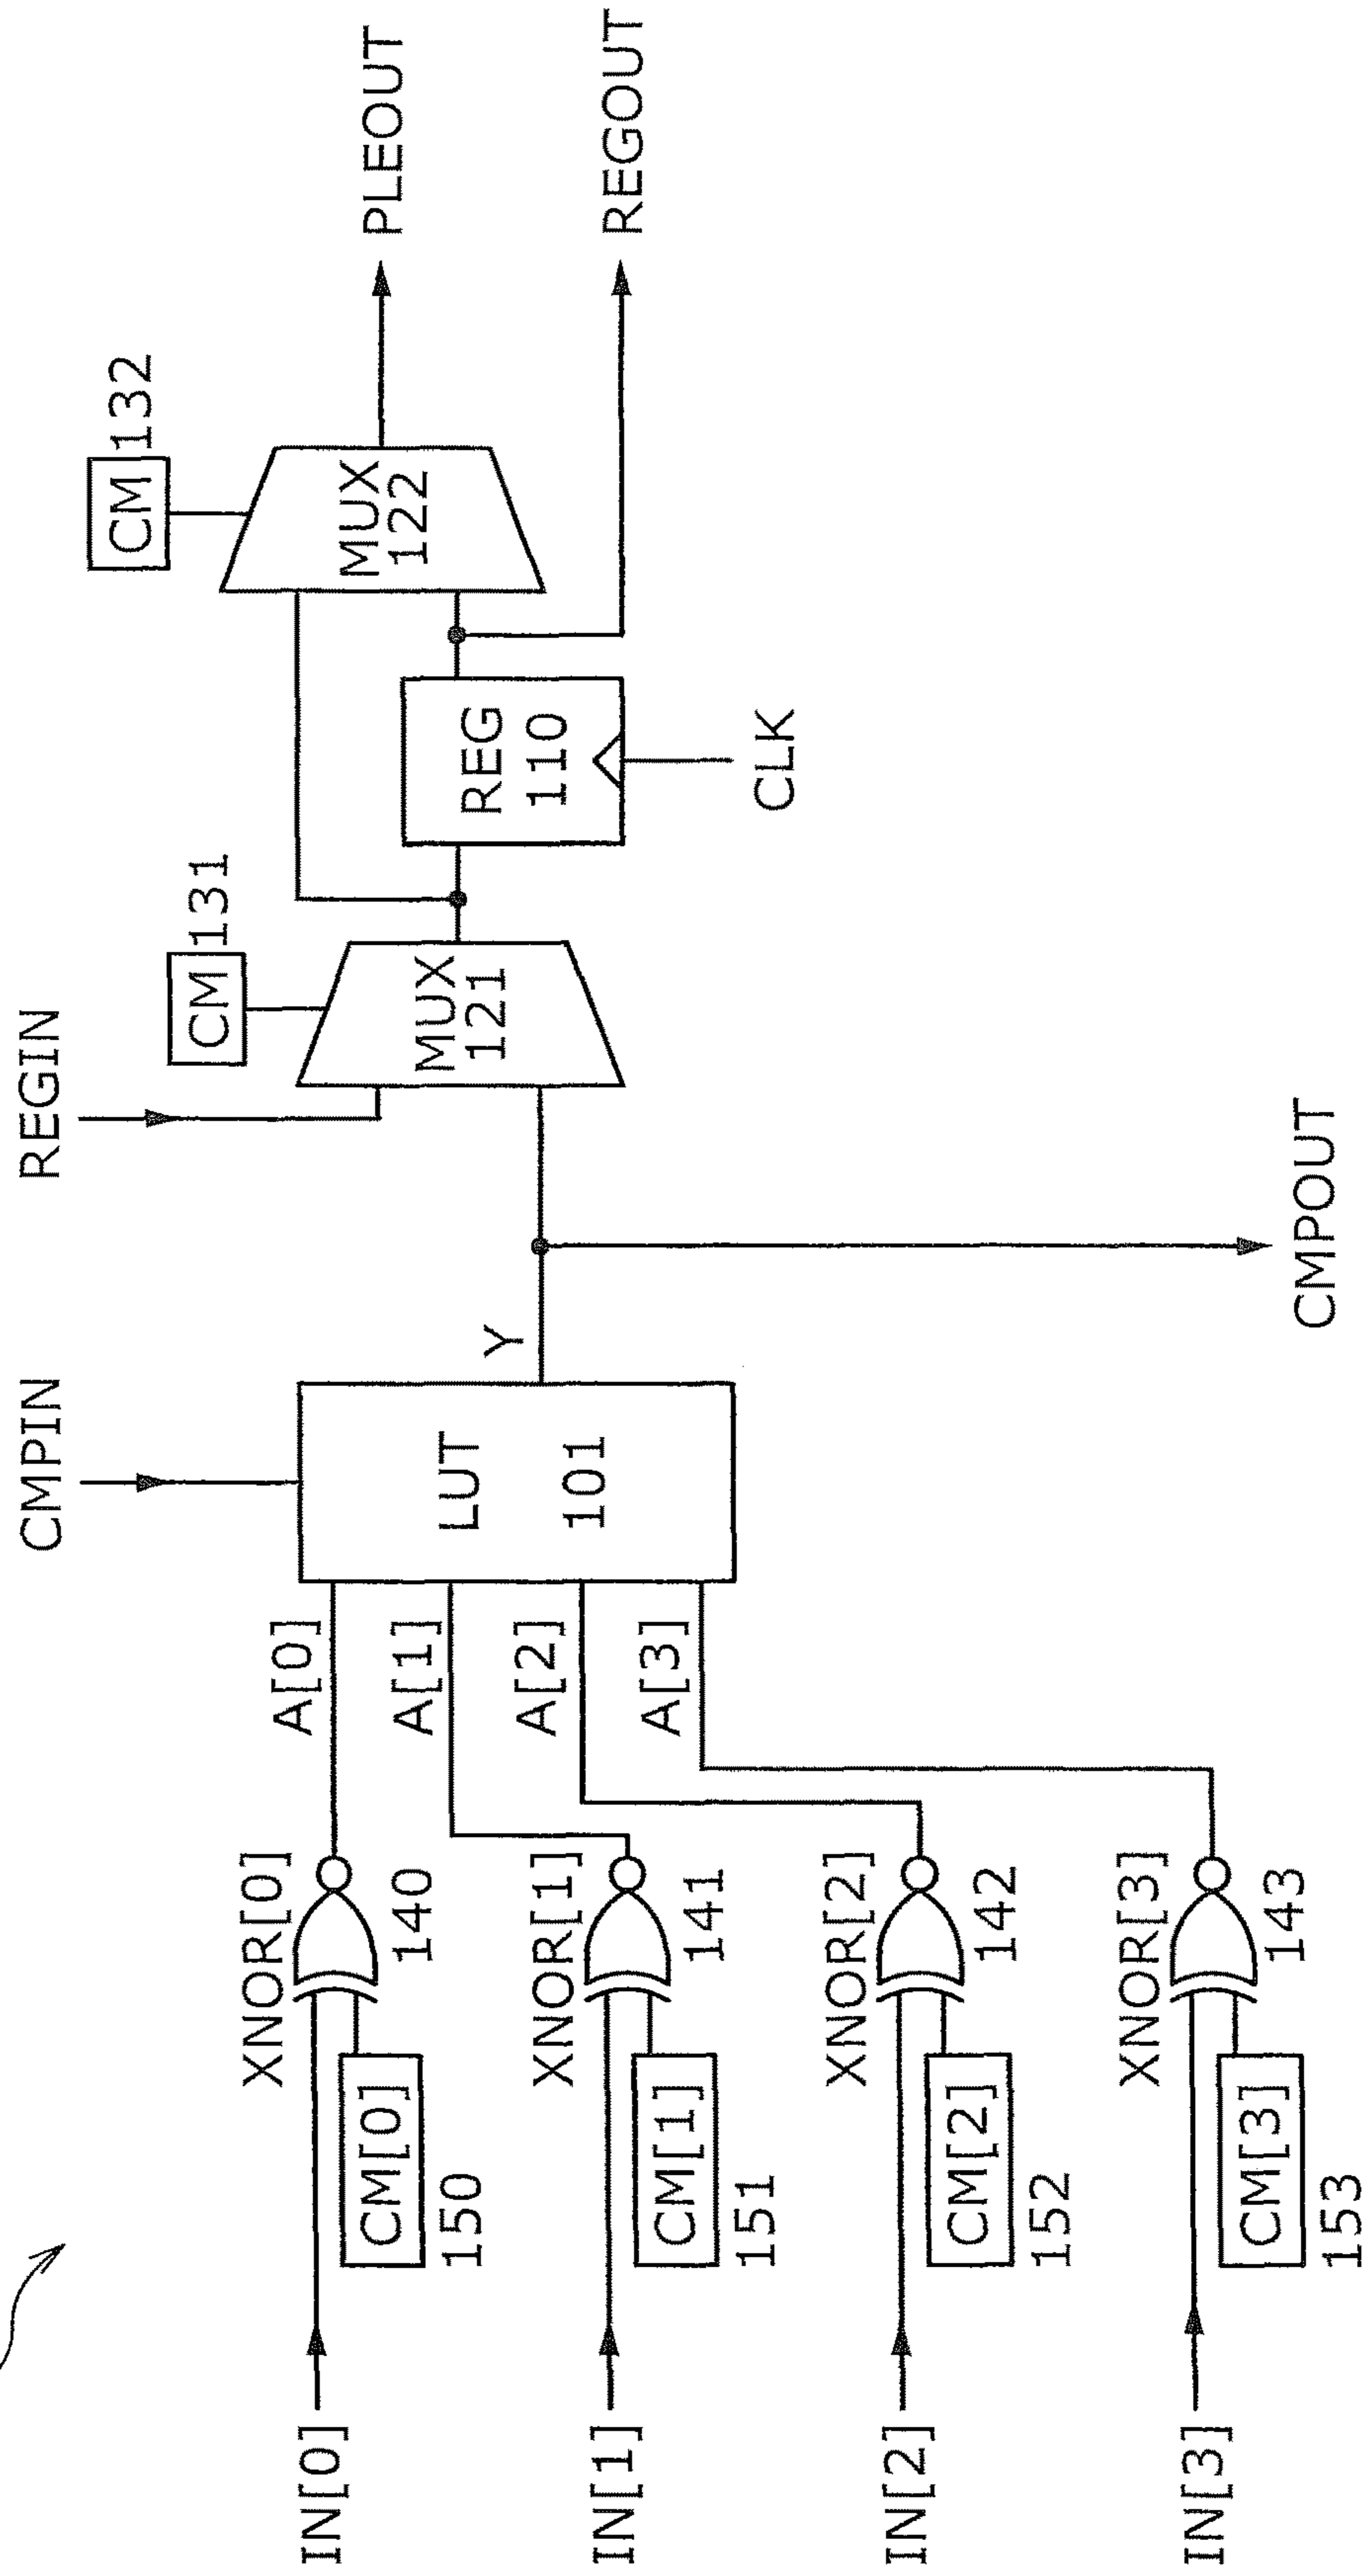 CMPIN
REGIN
CM 132
CM 131
PLEOUT
XNOR[0]
A[0]
IN[0]
CM[0]
150
140
A[1]
LUT
101
Y
MUX
121
REG
110
MUX
122
XNOR[1]
A[2]
IN[1]
CM[1]
151
141
A[3]
REGOUT
CLK
XNOR[2]
IN[2]
CM[2]
152
142
XNOR[3]
IN[3]
CM[3]
153
143
CMPOUT